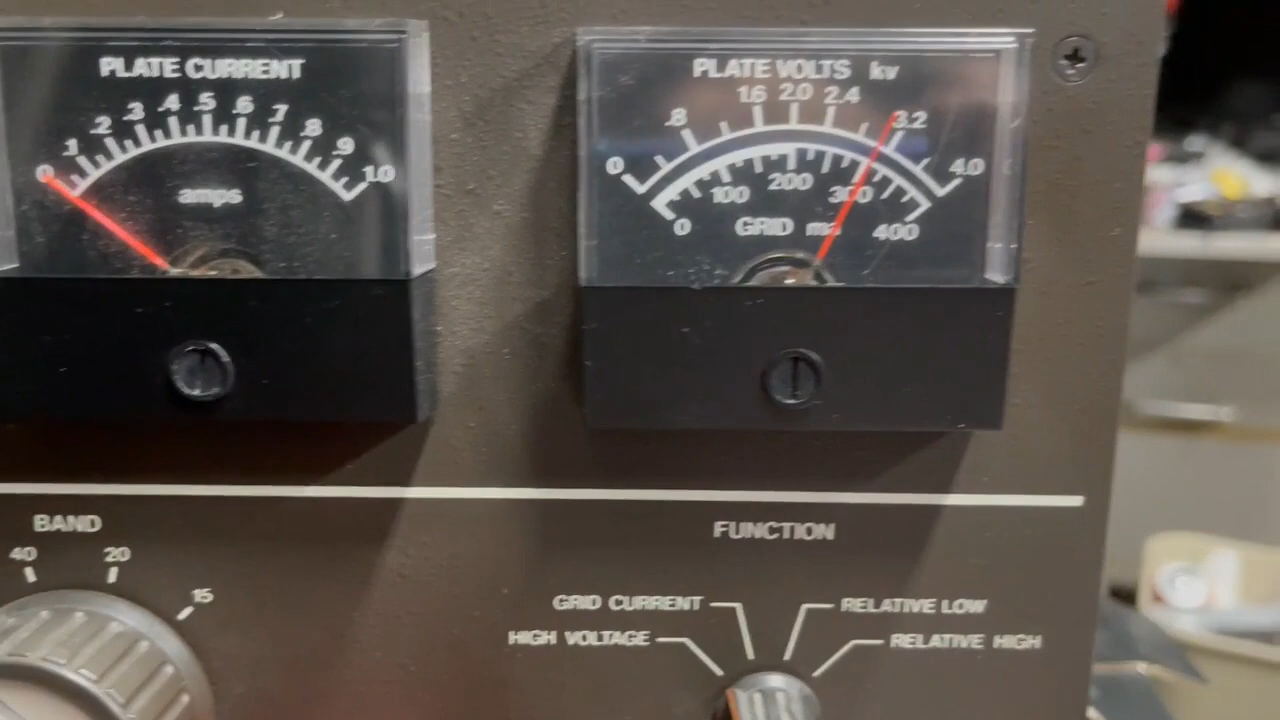 PLATE CURRENT
0 .1 .2 .3 .4 .5 .6 .7 .8 .9 1.0
amps
PLATE VOLTS kv
0 .8 1.6 2.0 2.4 3.2 4.0
0 100 200 300 400
GRID ma
BAND
40 20 15
FUNCTION
GRID CURRENT RELATIVE LOW
HIGH VOLTAGE RELATIVE HIGH